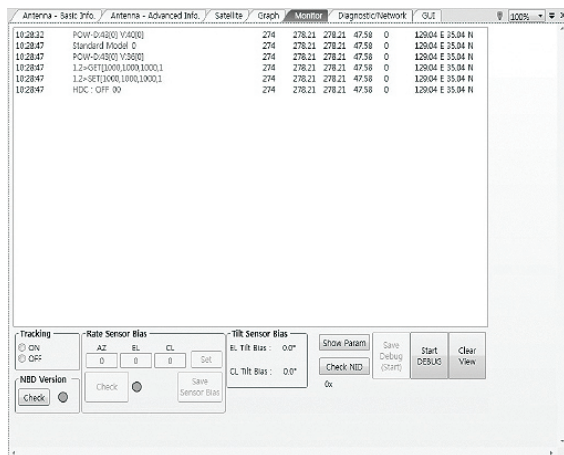 Antenna - Basic Info. Antenna - Advanced Info. Satellite Graph Monitor Diagnostic/Network GUI 100%
10:28:32 POW-D:43[0] V:40[0] 274 278.21 278.21 47.58 0 129.04 E 35.04 N
10:28:47 Standard Model 0 274 278.21 278.21 47.58 0 129.04 E 35.04 N
10:28:47 POW-D:43[0] V:36[0] 274 278.21 278.21 47.58 0 129.04 E 35.04 N
10:28:47 1.2>GET[1000,1000,1000,1 274 278.21 278.21 47.58 0 129.04 E 35.04 N
10:28:47 1.2>SET[1000,1000,1000,1 274 278.21 278.21 47.58 0 129.04 E 35.04 N
10:28:47 HDC : OFF 00 274 278.21 278.21 47.58 0 129.04 E 35.04 N
Tracking
ON
OFF
NBD Version
Check
Rate Sensor Bias
AZ EL CL
0 0 0 Set
Check Save Sensor Bias
Tilt Sensor Bias
EL Tilt Bias : 0.0°
CL Tilt Bias : 0.0°
Show Param
Check NID
0x
Save
Debug
(Start)
Start
DEBUG
Clear
View